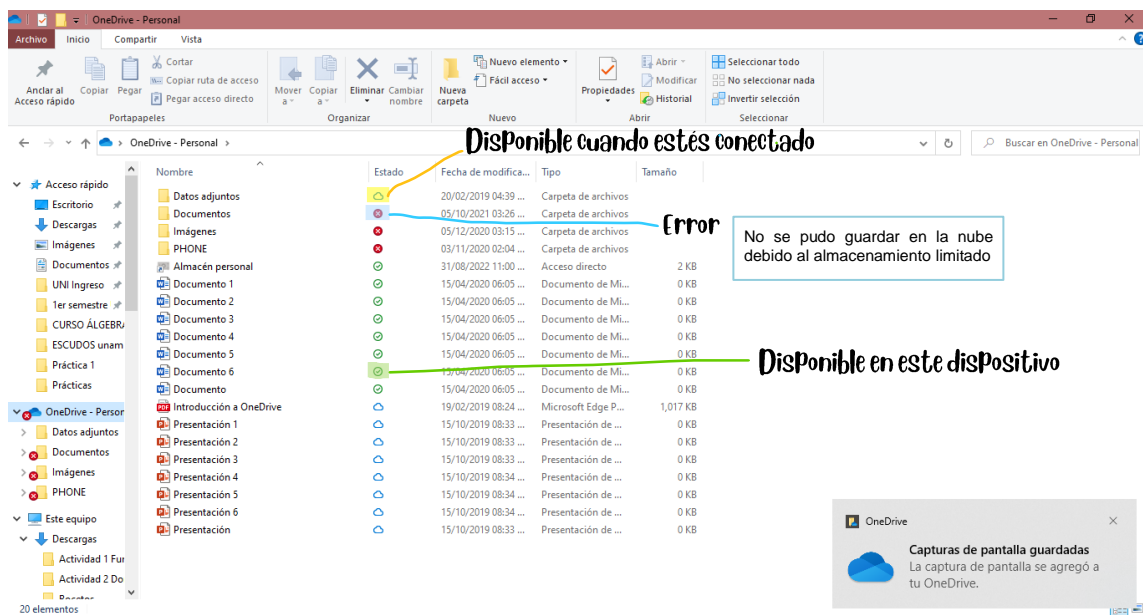 OneDrive - Personal
Archivo Inicio Compartir Vista
Anclar al Acceso rápido
Copiar
Pegar
Cortar
Copiar ruta de acceso
Pegar acceso directo
Portapapeles
Mover a
Copiar a
Eliminar
Cambiar nombre
Organizar
Nueva carpeta
Nuevo elemento
Fácil acceso
Nuevo
Propiedades
Abrir
Modificar
Historial
Abrir
Seleccionar todo
No seleccionar nada
Invertir selección
Seleccionar
OneDrive - Personal
Buscar en OneDrive - Personal
Disponible cuando estés conectado
Nombre Estado Fecha de modifica... Tipo Tamaño
Datos adjuntos 20/02/2019 04:39 ... Carpeta de archivos
Documentos 05/10/2021 03:26 ... Carpeta de archivos
Imágenes 05/12/2020 03:15 ... Carpeta de archivos
PHONE 03/11/2020 02:04 ... Carpeta de archivos
Almacén personal 31/08/2022 11:00 ... Acceso directo 2 KB
Documento 1 15/04/2020 06:05 ... Documento de Mi... 0 KB
Documento 2 15/04/2020 06:05 ... Documento de Mi... 0 KB
Documento 3 15/04/2020 06:05 ... Documento de Mi... 0 KB
Documento 4 15/04/2020 06:05 ... Documento de Mi... 0 KB
Documento 5 15/04/2020 06:05 ... Documento de Mi... 0 KB
Documento 6 15/04/2020 06:05 ... Documento de Mi... 0 KB
Documento 15/04/2020 06:05 ... Documento de Mi... 0 KB
Introducción a OneDrive 19/02/2019 08:24 ... Microsoft Edge P... 1,017 KB
Presentación 1 15/10/2019 08:33 ... Presentación de ... 0 KB
Presentación 2 15/10/2019 08:33 ... Presentación de ... 0 KB
Presentación 3 15/10/2019 08:33 ... Presentación de ... 0 KB
Presentación 4 15/10/2019 08:34 ... Presentación de ... 0 KB
Presentación 5 15/10/2019 08:34 ... Presentación de ... 0 KB
Presentación 6 15/10/2019 08:34 ... Presentación de ... 0 KB
Presentación 15/10/2019 08:33 ... Presentación de ... 0 KB
Error
No se pudo guardar en la nube
debido al almacenamiento limitado
Disponible en este dispositivo
Acceso rápido
Escritorio
Descargas
Imágenes
Documentos
UNI Ingreso
1er semestre
CURSO ÁLGEBRA
ESCUDOS unam
Práctica 1
Prácticas
OneDrive - Person
Datos adjuntos
Documentos
Imágenes
PHONE
Este equipo
Descargas
Actividad 1 Fun
Actividad 2 Do
OneDrive
Capturas de pantalla guardadas
La captura de pantalla se agregó a
tu OneDrive.
20 elementos